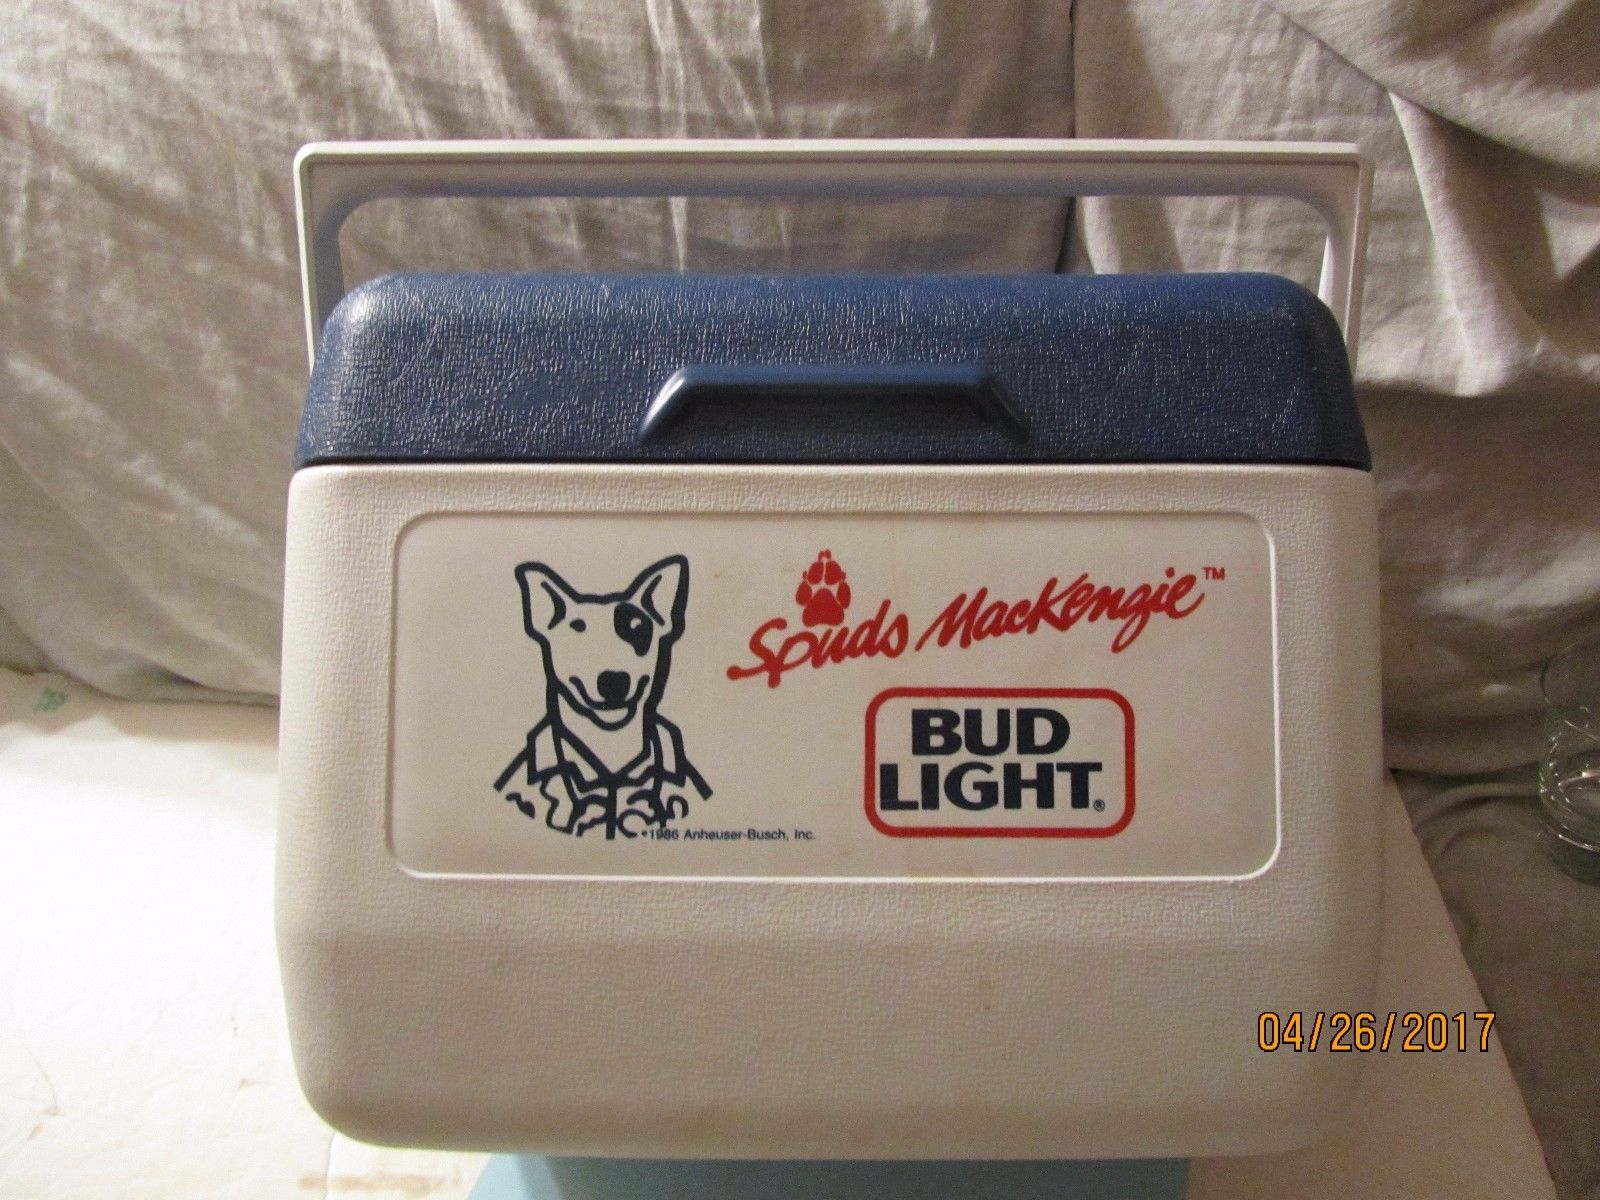 Spuds MacKenzie™
BUD
LIGHT®
•1986 Anheuser-Busch, Inc.
04/26/2017